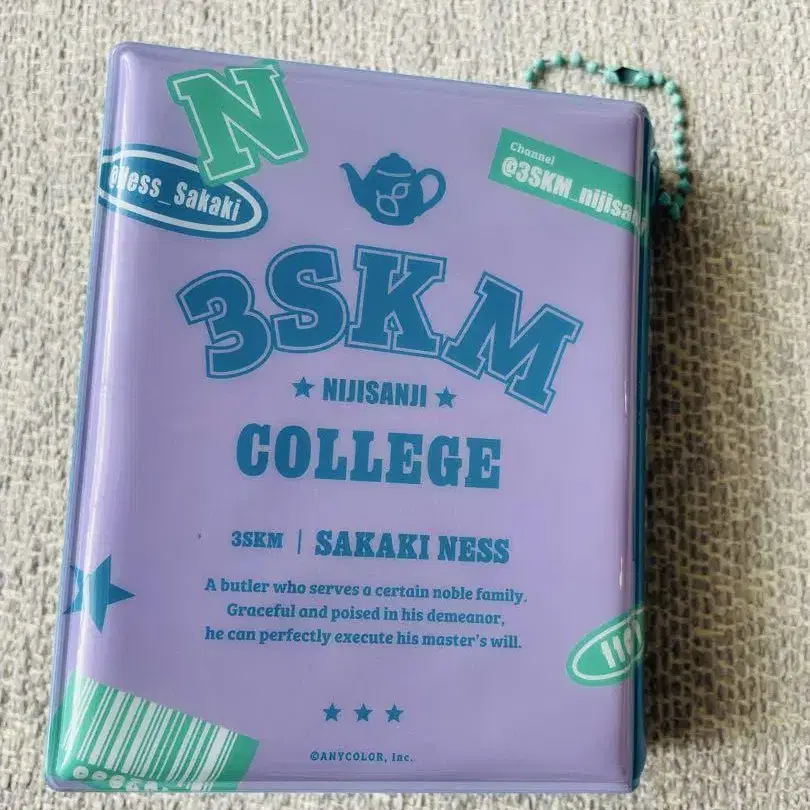 N
@Ness_Sakaki
Channel
@3SKM_nijisan
3SKM
★ NIJISANJI ★
COLLEGE
3SKM | SAKAKI NESS
A butler who serves a certain noble family.
Graceful and poised in his demeanor,
he can perfectly execute his master's will.
★ ★ ★
©ANYCOLOR, Inc.